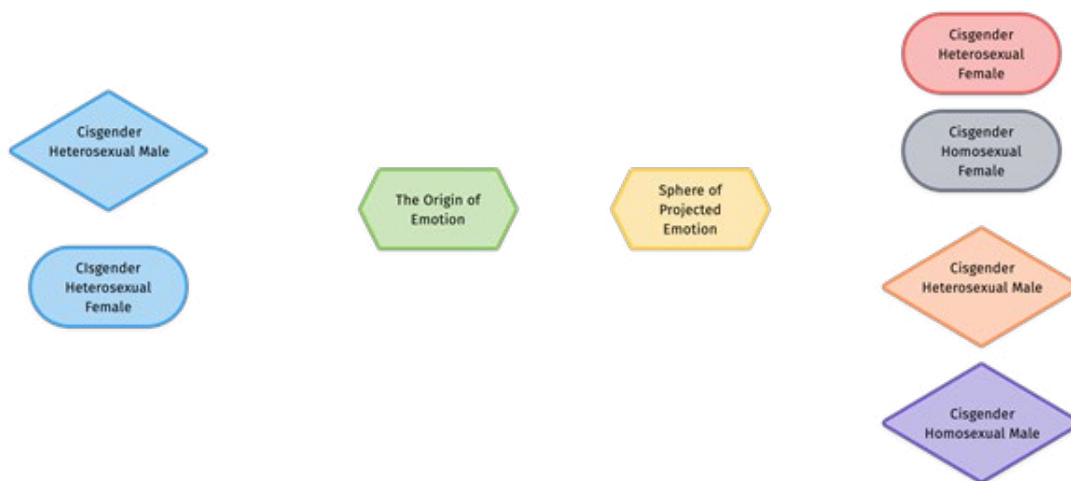 Cisgender
Heterosexual Male
CIsgender
Heterosexual
Female
The Origin of
Emotion
Sphere of
Projected
Emotion
Cisgender
Heterosexual
Female
Cisgender
Homosexual
Female
Cisgender
Heterosexual Male
Cisgender
Homosexual Male